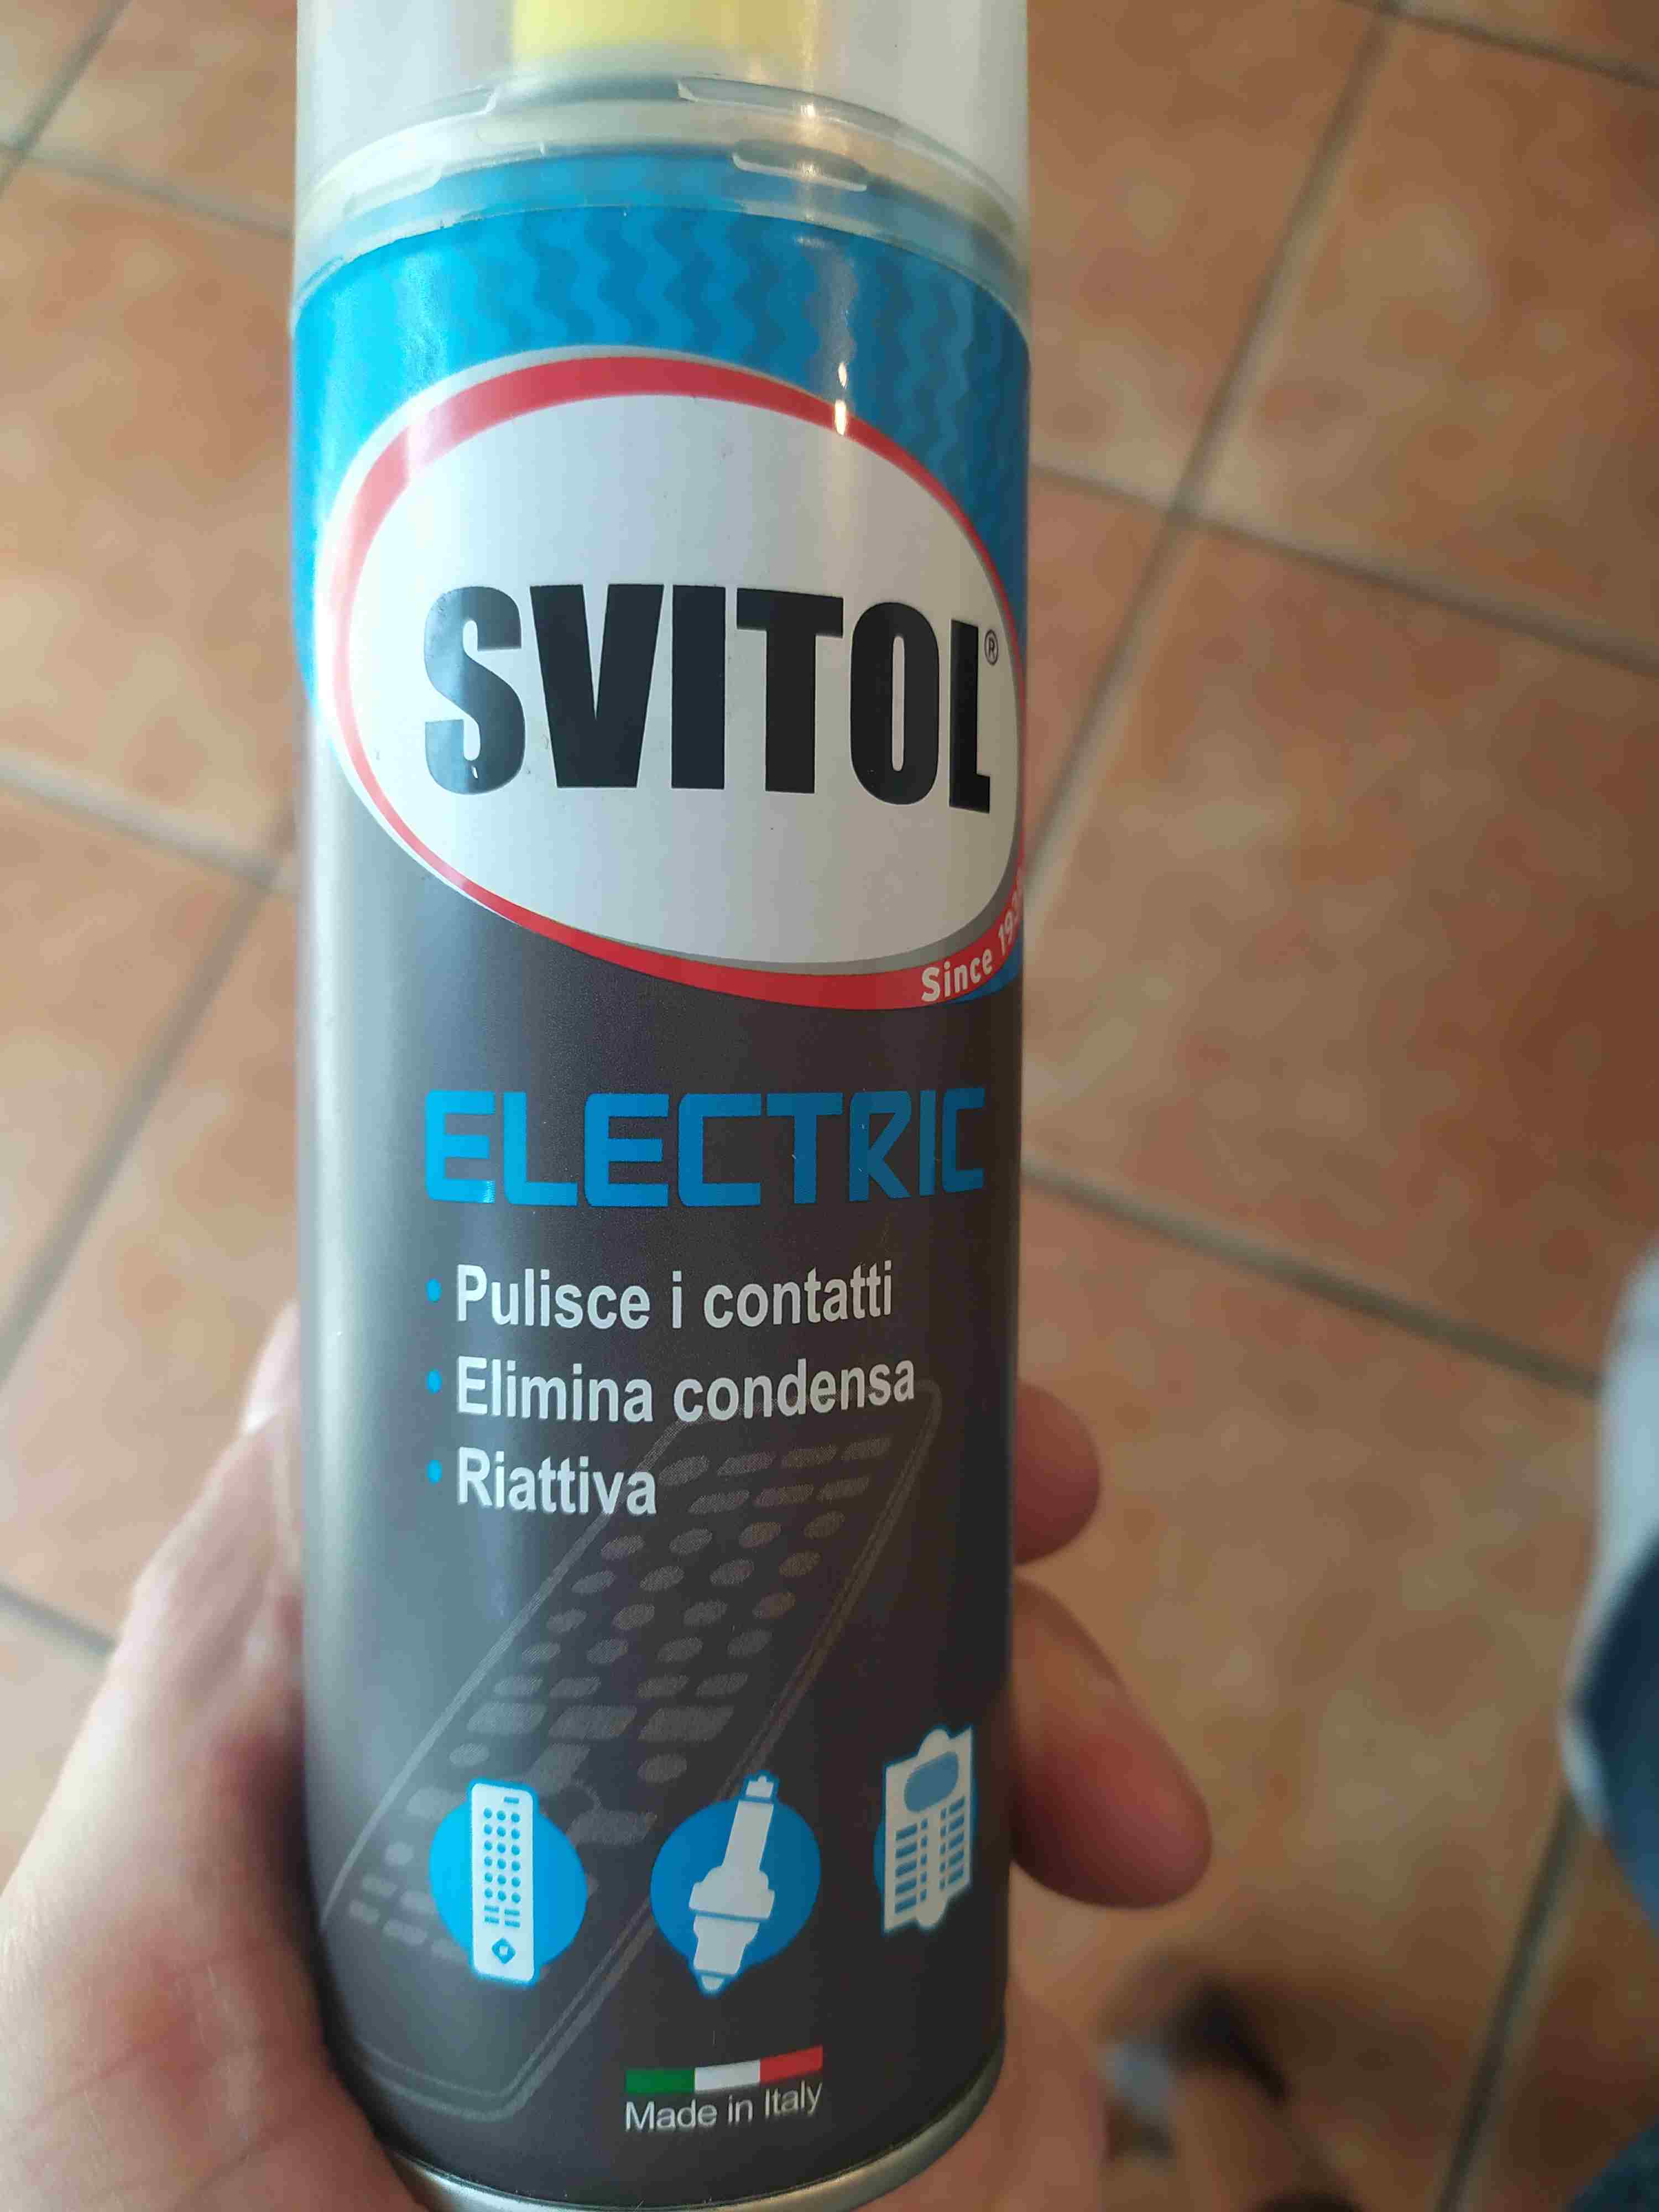 SVITOL®
Since
ELECTRIC
• Pulisce i contatti
• Elimina condensa
• Riattiva
Made in Italy